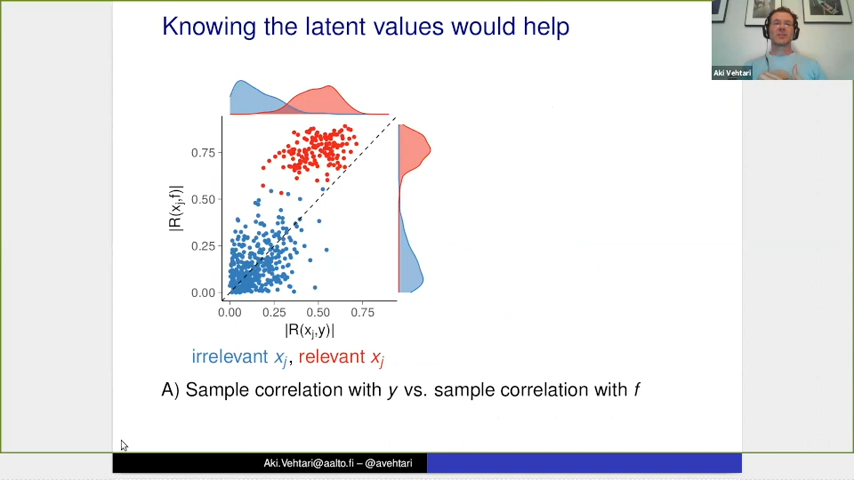 Knowing the latent values would help
Aki Vehtari
|R(xj,f)|
0.75
0.50
0.25
0.00
0.00 0.25 0.50 0.75
|R(xj,y)|
irrelevant xj, relevant xj
A) Sample correlation with y vs. sample correlation with f
Aki.Vehtari@aalto.fi – @avehtari